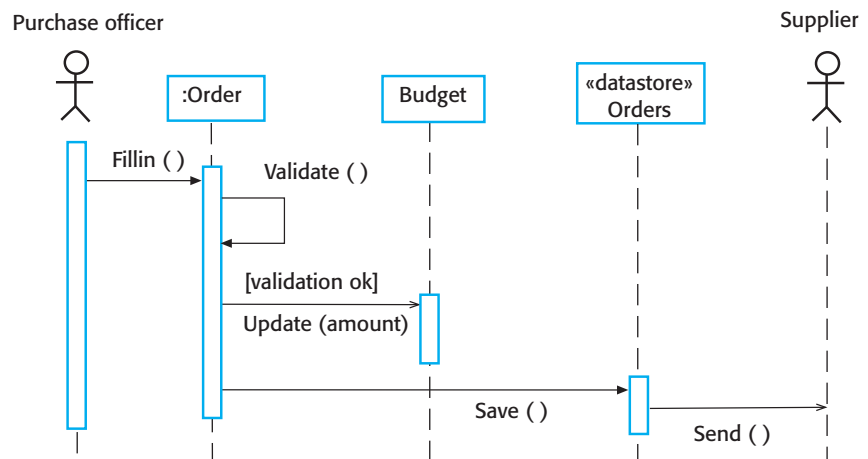 Purchase officer
Supplier
:Order
Budget
«datastore»
Orders
Fillin ( )
Validate ( )
[validation ok]
Update (amount)
Save ( )
Send ( )